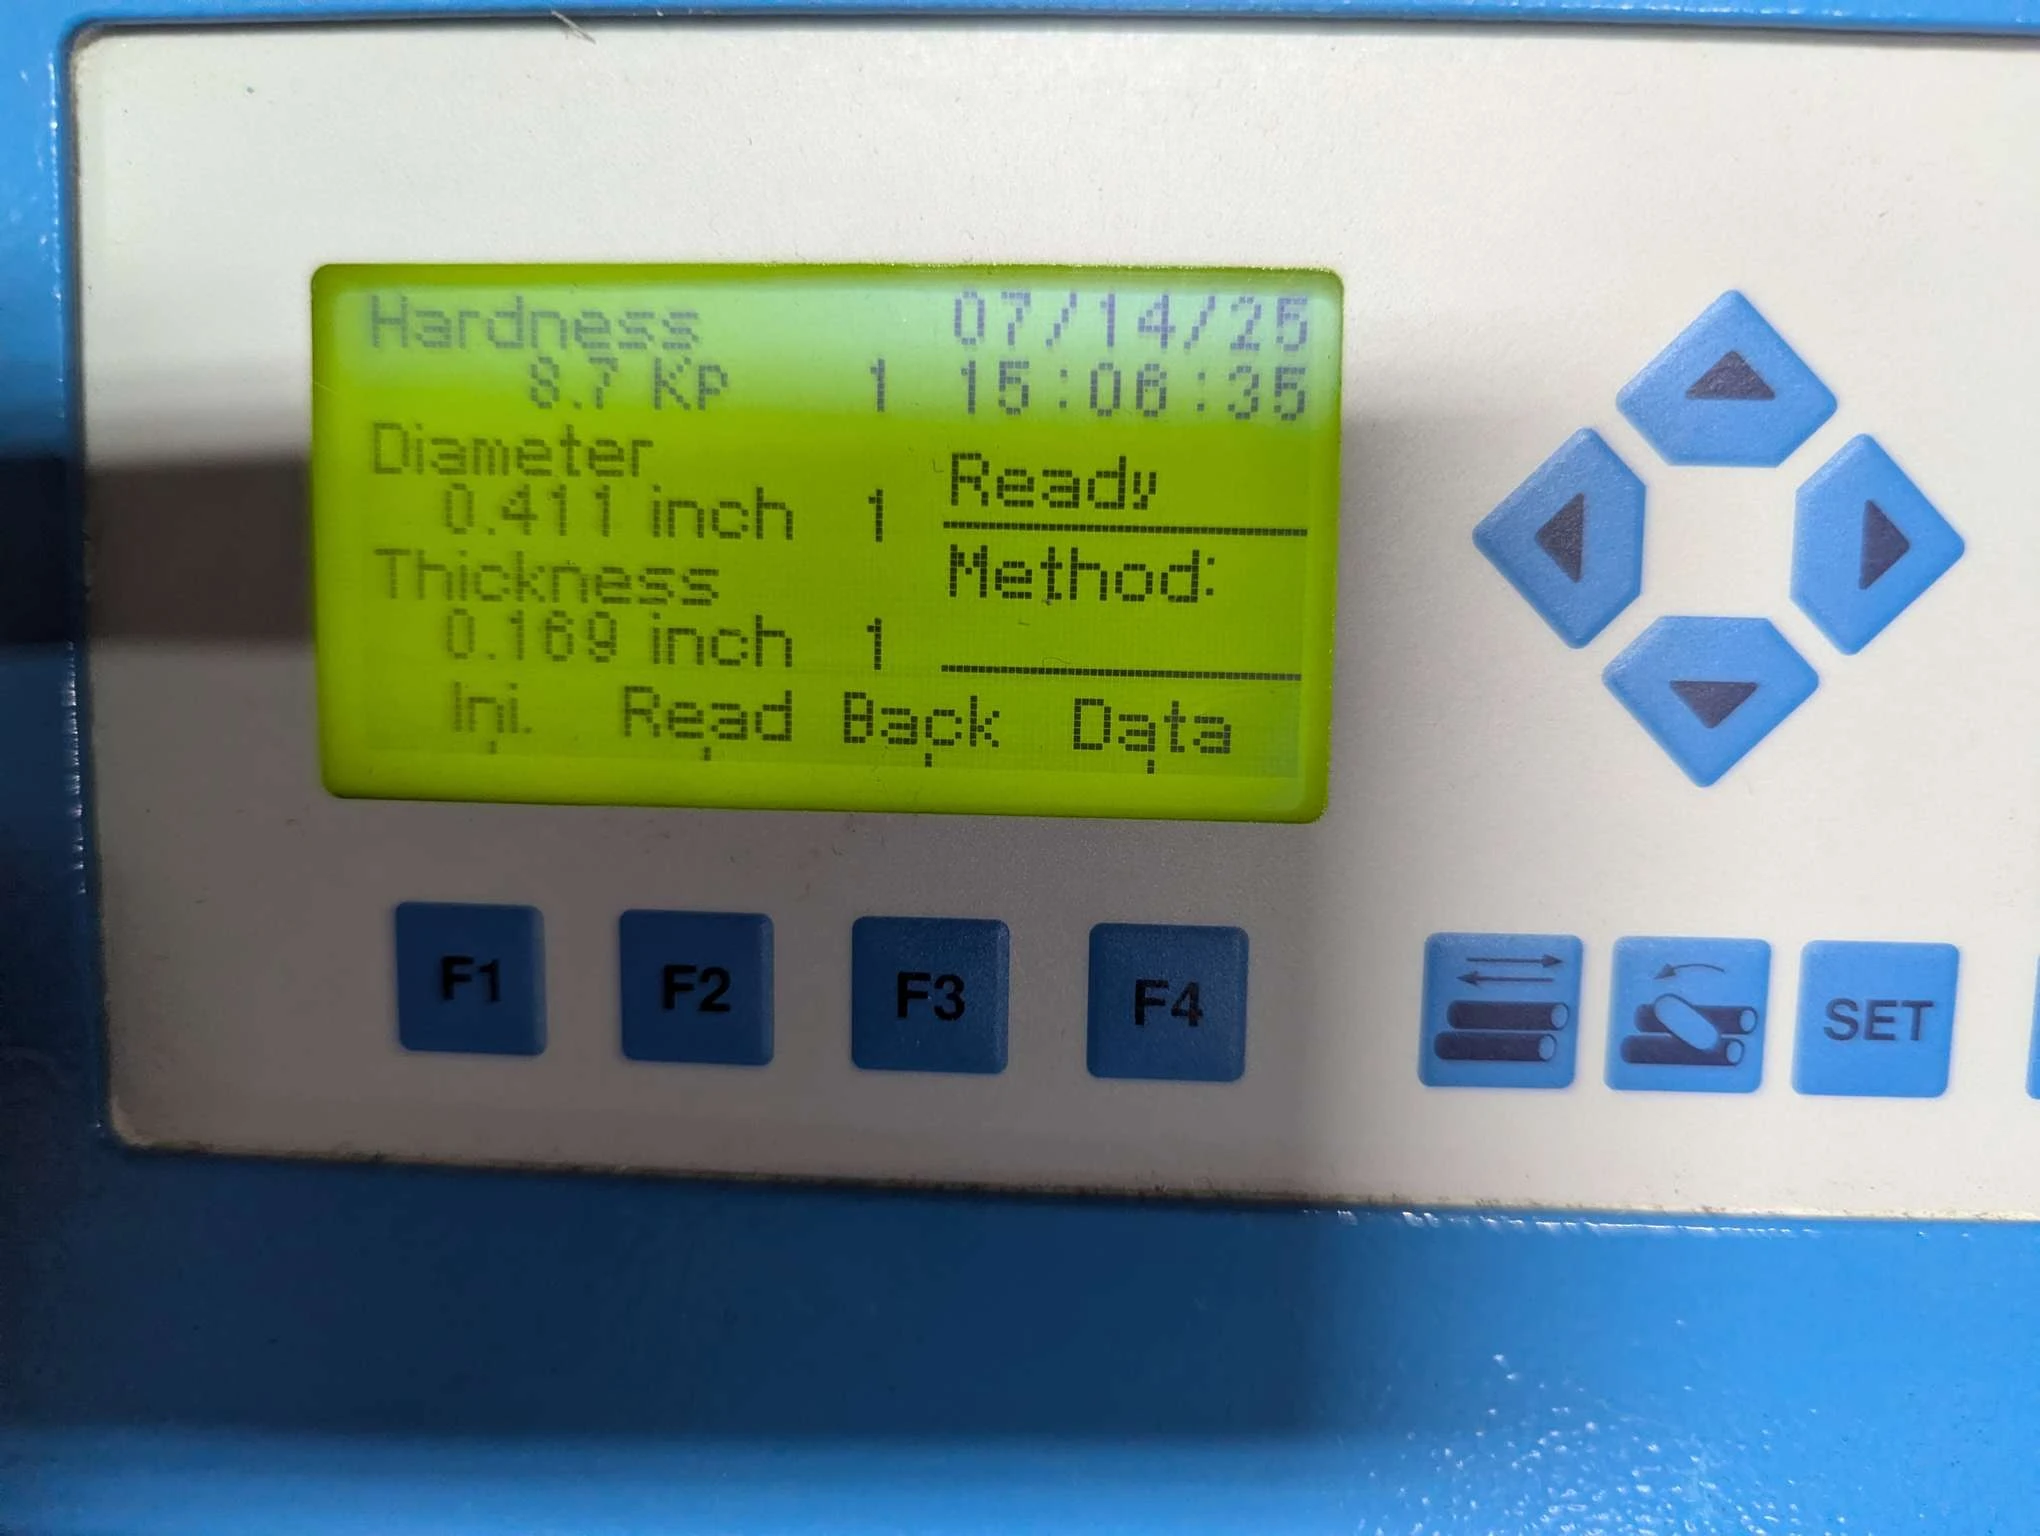 Hardness 07/14/25
8.7 KP 1 15:06:35
Diameter
Ready
0.411 inch 1
Thickness Method:
0.169 inch 1
Ini. Read Back Data
F1 F2 F3 F4 SET